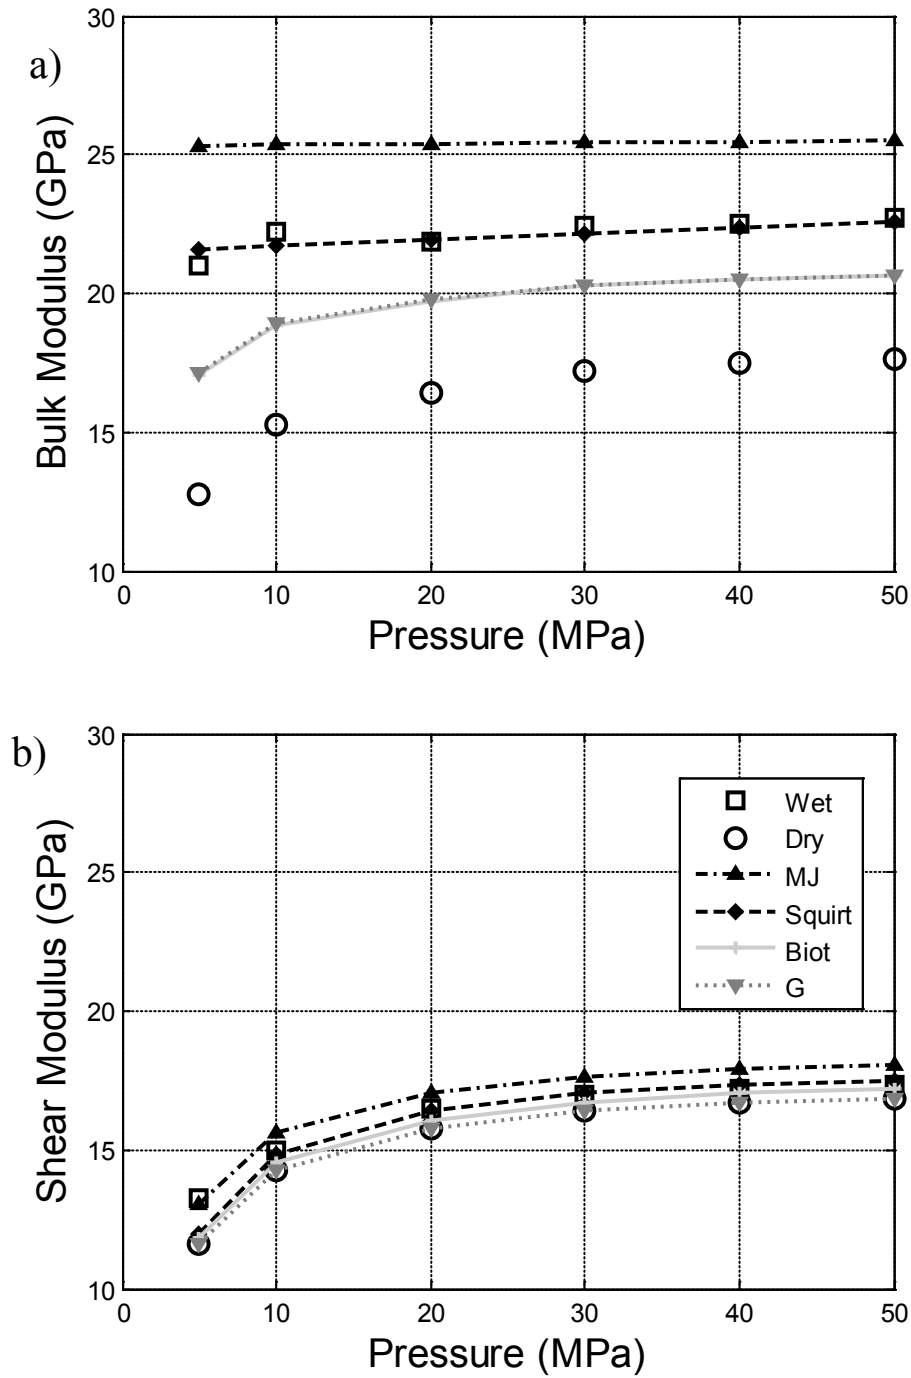 a)
Bulk Modulus (GPa)
30
25
20
15
10
0 10 20 30 40 50
Pressure (MPa)
b)
Shear Modulus (GPa)
30
25
20
15
10
Wet
Dry
MJ
Squirt
Biot
G
0 10 20 30 40 50
Pressure (MPa)